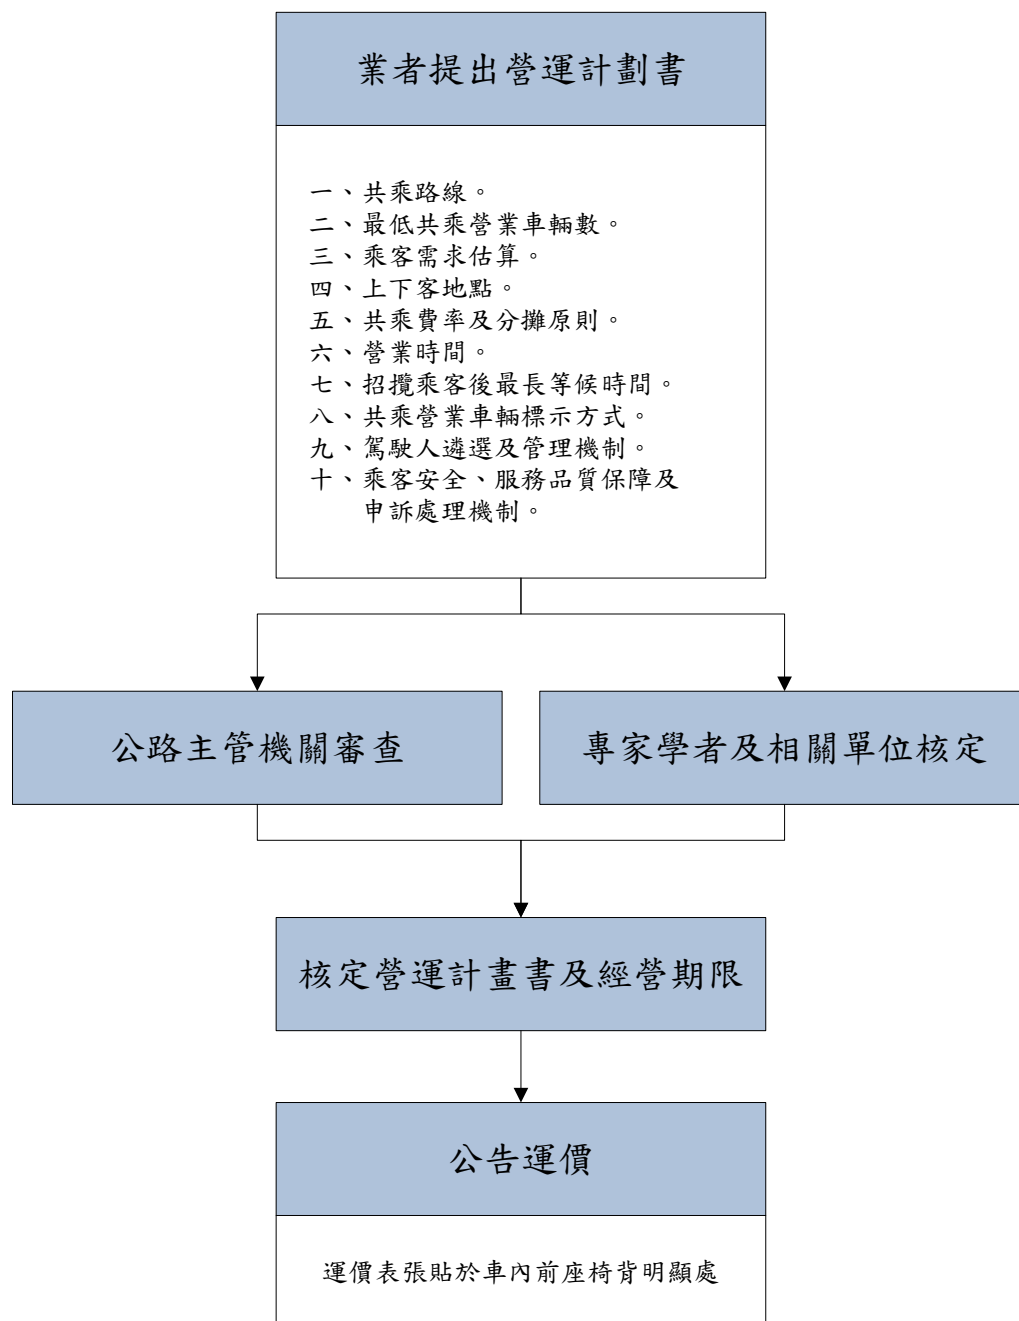 業者提出營運計劃書
一、共乘路線。
二、最低共乘營業車輛數。
三、乘客需求估算。
四、上下客地點。
五、共乘費率及分攤原則。
六、營業時間。
七、招攬乘客後最長等候時間。
八、共乘營業車輛標示方式。
九、駕駛人遴選及管理機制。
十、乘客安全、服務品質保障及
申訴處理機制。
公路主管機關審查
專家學者及相關單位核定
核定營運計畫書及經營期限
公告運價
運價表張貼於車內前座椅背明顯處